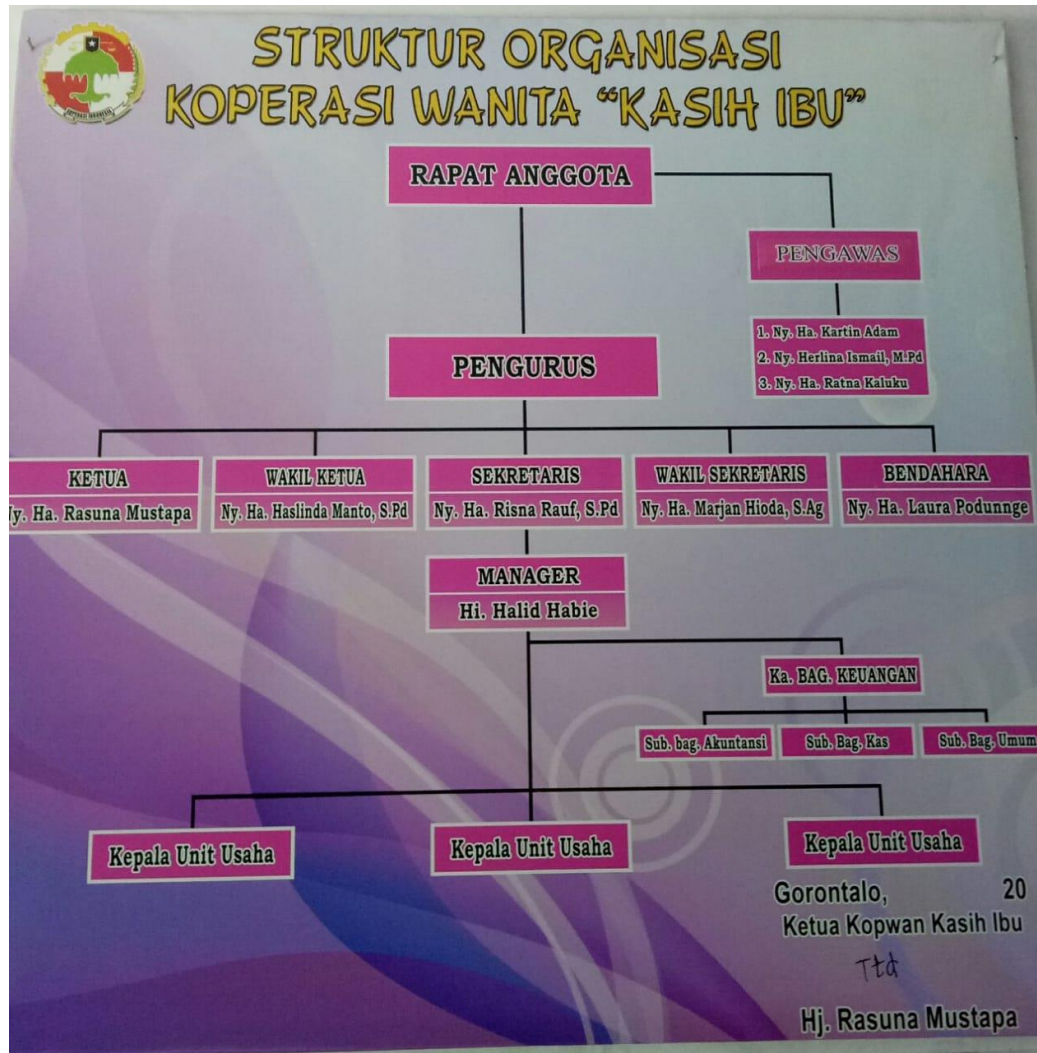 STRUKTUR ORGANISASI
KOPERASI WANITA “KASIH IBU”
KOPERASI INDONESIA
RAPAT ANGGOTA
PENGAWAS
1. Ny. Ha. Kartin Adam
2. Ny. Herlina Ismail, M.Pd
3. Ny. Ha. Ratna Kaluku
PENGURUS
KETUA
Ny. Ha. Rasuna Mustapa
WAKIL KETUA
Ny. Ha. Haslinda Manto, S.Pd
SEKRETARIS
Ny. Ha. Risna Rauf, S.Pd
WAKIL SEKRETARIS
Ny. Ha. Marjan Hioda, S.Ag
BENDAHARA
Ny. Ha. Laura Podunnge
MANAGER
Hi. Halid Habie
Ka. BAG. KEUANGAN
Sub. bag. Akuntansi
Sub. Bag. Kas
Sub. Bag. Umum
Kepala Unit Usaha
Kepala Unit Usaha
Kepala Unit Usaha
Gorontalo, 20
Ketua Kopwan Kasih Ibu
Ttd
Hj. Rasuna Mustapa